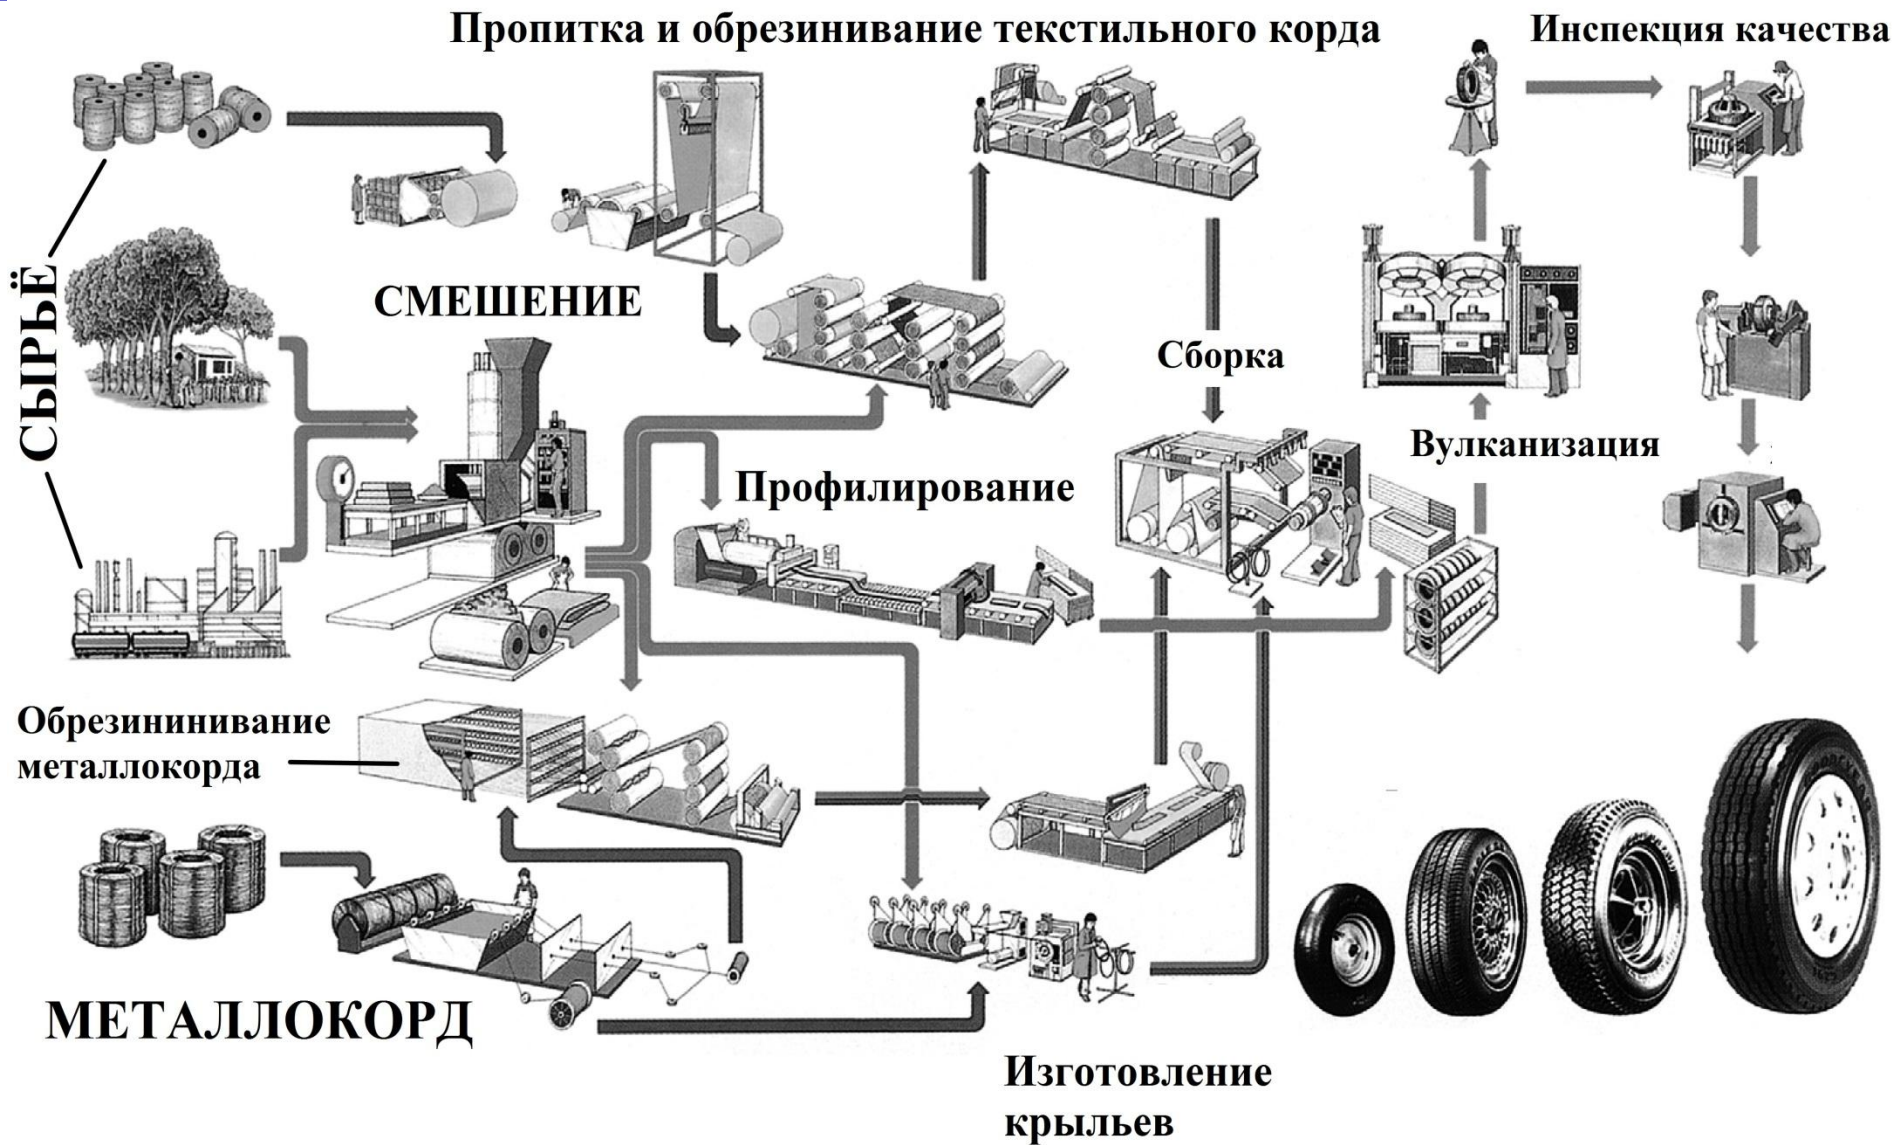 Пропитка и обрезинивание текстильного корда
Инспекция качества
СЫРЬЁ
СМЕШЕНИЕ
Сборка
Вулканизация
Профилирование
Обрезининивание
металлокорда
МЕТАЛЛОКОРД
Изготовление
крыльев